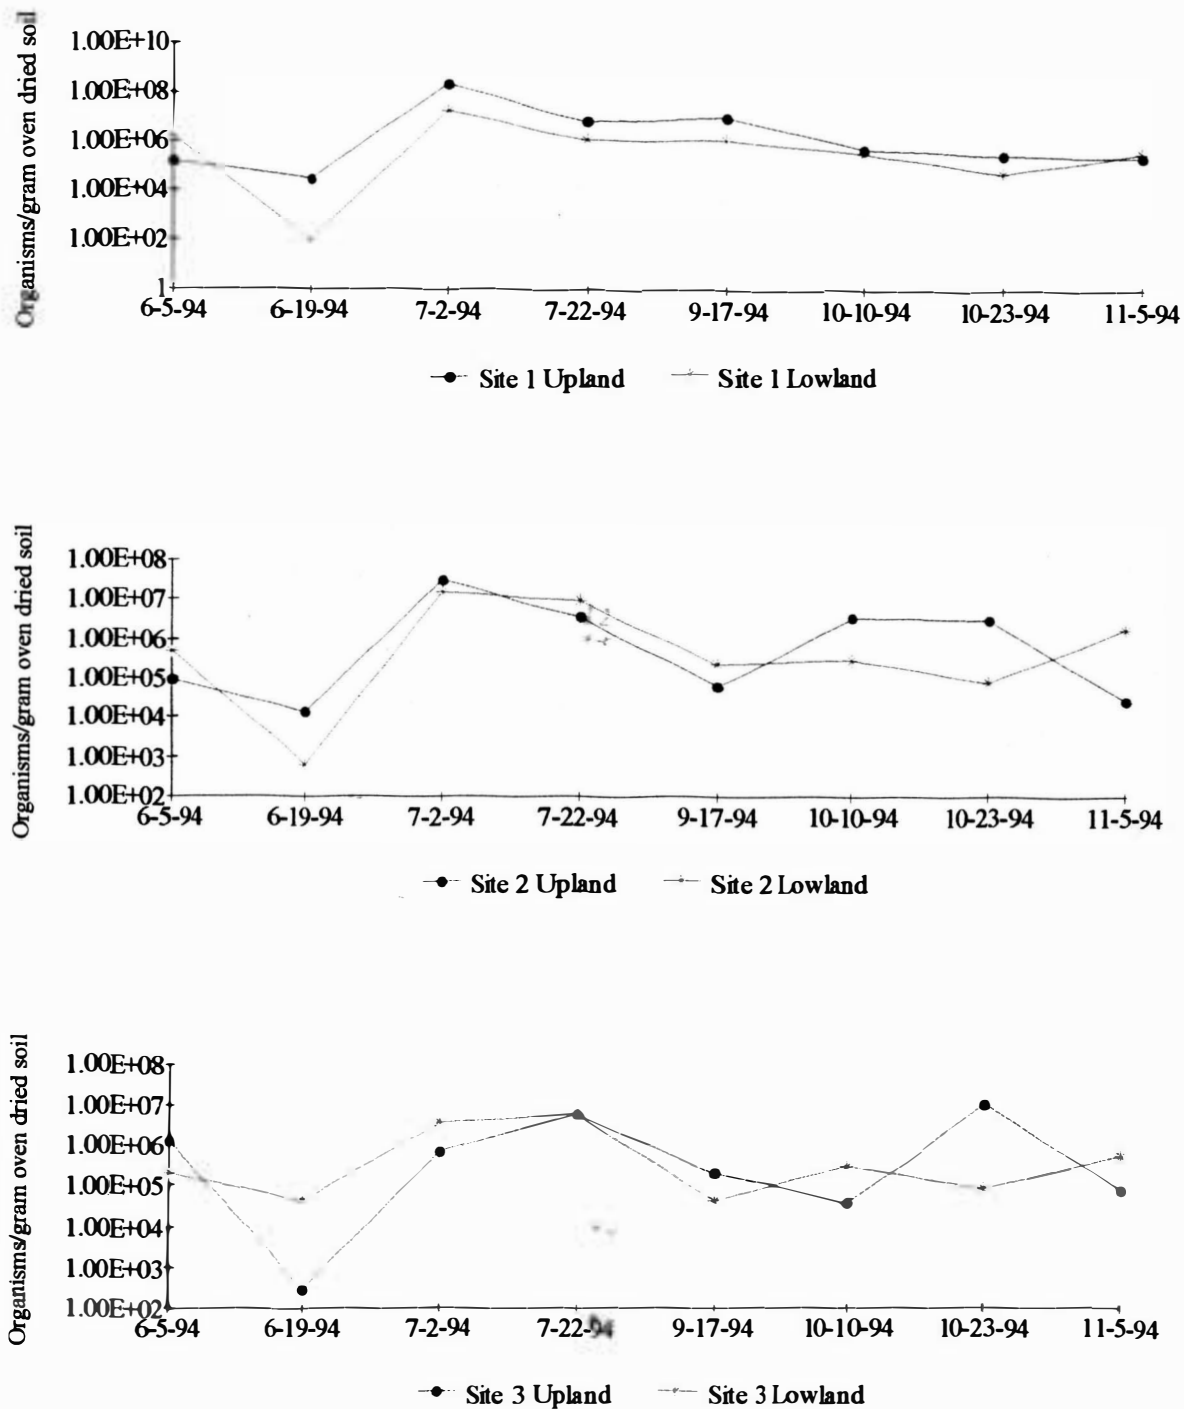 Organisms/gram oven dried soil
1.00E+10
1.00E+08
1.00E+06
1.00E+04
1.00E+02
1
6-5-94 6-19-94 7-2-94 7-22-94 9-17-94 10-10-94 10-23-94 11-5-94
Site 1 Upland Site 1 Lowland
Organisms/gram oven dried soil
1.00E+08
1.00E+07
1.00E+06
1.00E+05
1.00E+04
1.00E+03
1.00E+02
6-5-94 6-19-94 7-2-94 7-22-94 9-17-94 10-10-94 10-23-94 11-5-94
Site 2 Upland Site 2 Lowland
Organisms/gram oven dried soil
1.00E+08
1.00E+07
1.00E+06
1.00E+05
1.00E+04
1.00E+03
1.00E+02
6-5-94 6-19-94 7-2-94 7-22-94 9-17-94 10-10-94 10-23-94 11-5-94
Site 3 Upland Site 3 Lowland